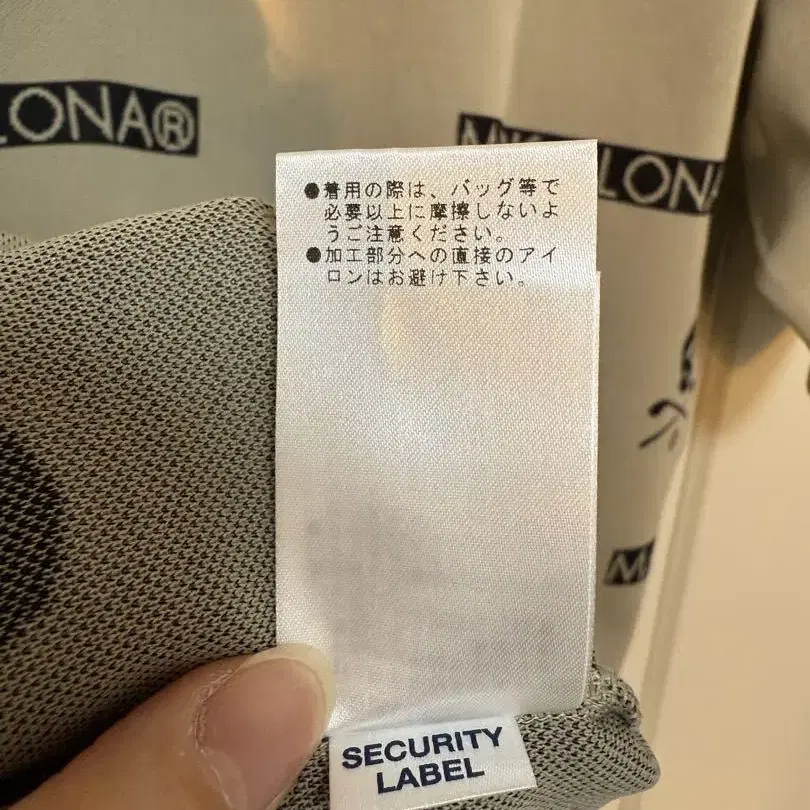 LONA®
LONA
●着用の際は、バッグ等で
必要以上に摩擦しないよ
うご注意ください。
●加工部分への直接のアイ
ロンはお避け下さい。
SECURITY
LABEL